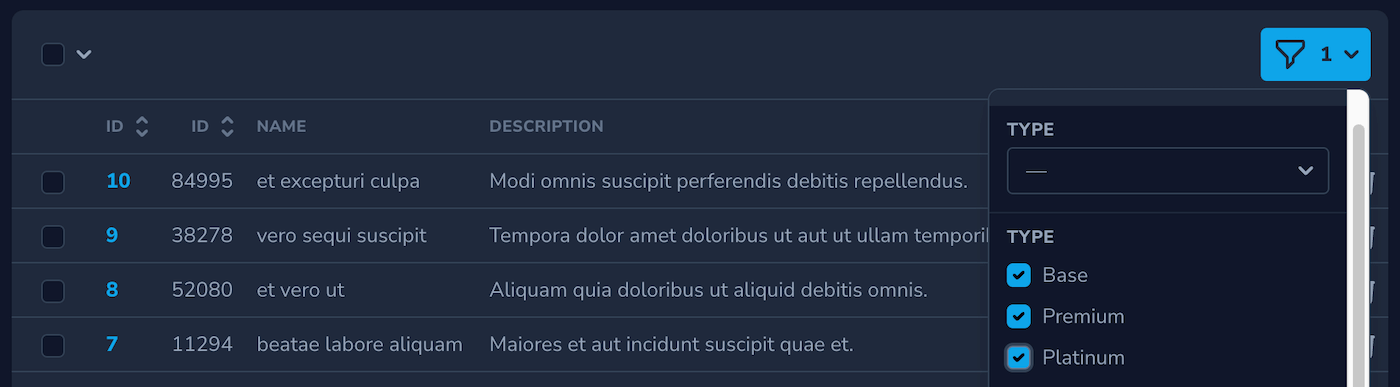 1
ID ID NAME DESCRIPTION
10 84995 et excepturi culpa Modi omnis suscipit perferendis debitis repellendus.
9 38278 vero sequi suscipit Tempora dolor amet doloribus ut aut ut ullam
8 52080 et vero ut Aliquam quia doloribus ut aliquid debitis omnis.
7 11294 beatae labore aliquam Maiores et aut incidunt suscipit quae et.
TYPE
—
TYPE
Base
Premium
Platinum